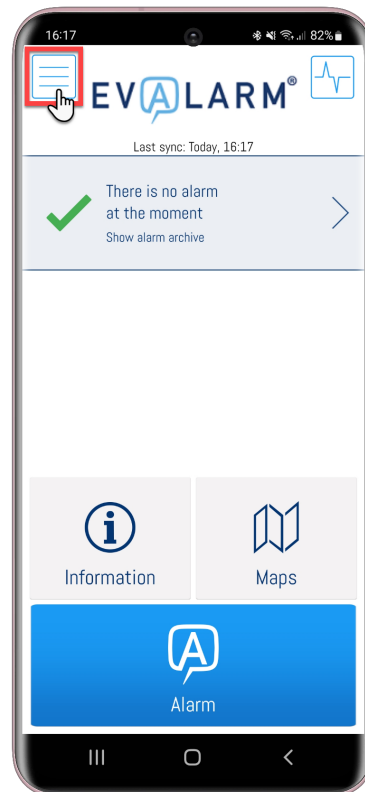 16:17 82%
EVALARM®
Last sync: Today, 16:17
There is no alarm
at the moment
Show alarm archive
Information
Maps
Alarm